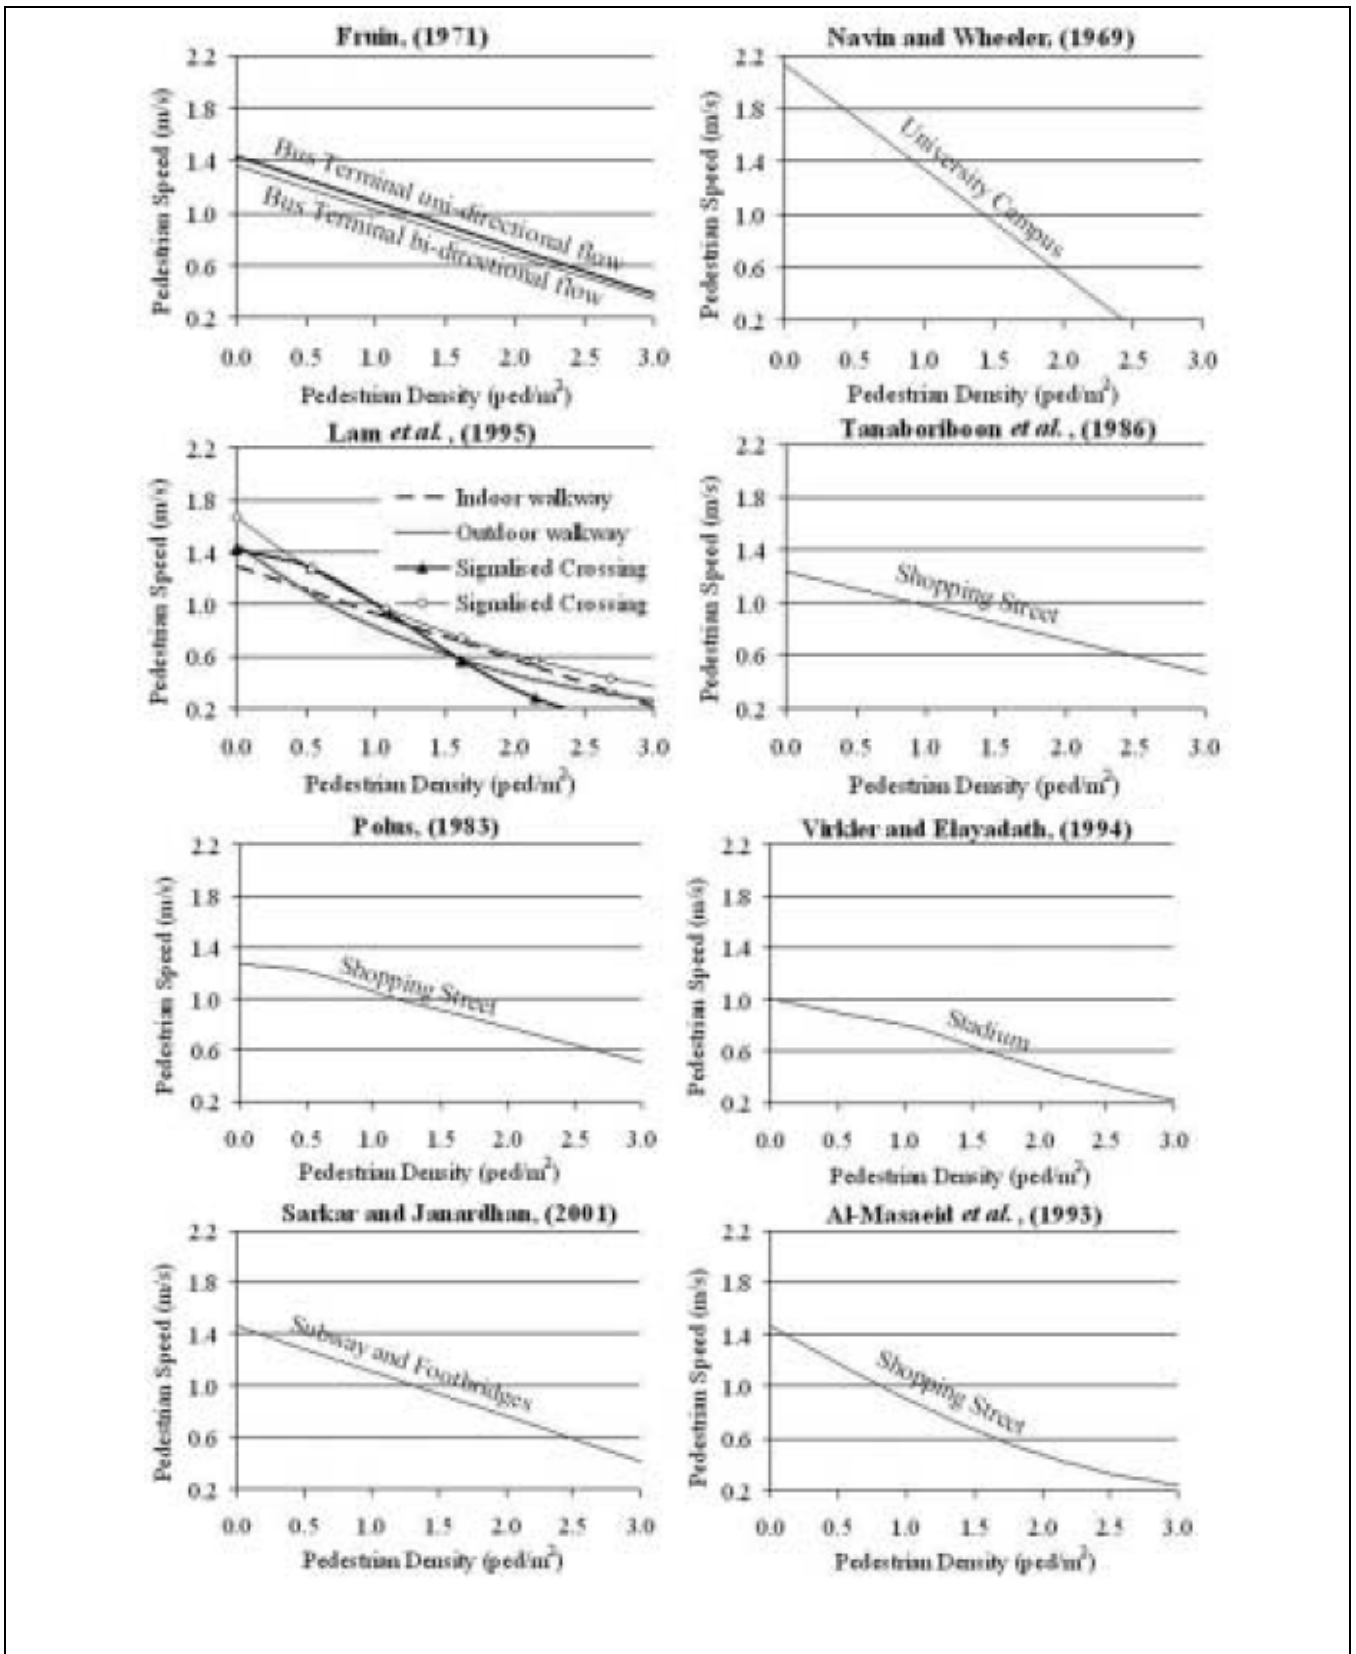 Fruin, (1971)
2.2
1.8
1.4
1.0
0.6
0.2
Pedestrian Speed (m/s)
Bus Terminal uni-directional flow
Bus Terminal bi-directional flow
0.0 0.5 1.0 1.5 2.0 2.5 3.0
Pedestrian Density (ped/m²)
Navin and Wheeler, (1969)
2.2
1.8
1.4
1.0
0.6
0.2
Pedestrian Speed (m/s)
University Campus
0.0 0.5 1.0 1.5 2.0 2.5 3.0
Pedestrian Density (ped/m²)
Lam et al., (1995)
2.2
1.8
1.4
1.0
0.6
0.2
Pedestrian Speed (m/s)
Indoor walkway
Outdoor walkway
Signalised Crossing
Signalised Crossing
0.0 0.5 1.0 1.5 2.0 2.5 3.0
Pedestrian Density (ped/m²)
Tanaboriboon et al., (1986)
2.2
1.8
1.4
1.0
0.6
0.2
Pedestrian Speed (m/s)
Shopping Street
0.0 0.5 1.0 1.5 2.0 2.5 3.0
Pedestrian Density (ped/m²)
Polus, (1983)
2.2
1.8
1.4
1.0
0.6
0.2
Pedestrian Speed (m/s)
Shopping Street
0.0 0.5 1.0 1.5 2.0 2.5 3.0
Pedestrian Density (ped/m²)
Virkler and Elayadath, (1994)
2.2
1.8
1.4
1.0
0.6
0.2
Pedestrian Speed (m/s)
Stadium
0.0 0.5 1.0 1.5 2.0 2.5 3.0
Pedestrian Density (ped/m²)
Sarkar and Janardhan, (2001)
2.2
1.8
1.4
1.0
0.6
0.2
Pedestrian Speed (m/s)
Subway and Footbridges
0.0 0.5 1.0 1.5 2.0 2.5 3.0
Pedestrian Density (ped/m²)
Al-Masaeid et al., (1993)
2.2
1.8
1.4
1.0
0.6
0.2
Pedestrian Speed (m/s)
Shopping Street
0.0 0.5 1.0 1.5 2.0 2.5 3.0
Pedestrian Density (ped/m²)